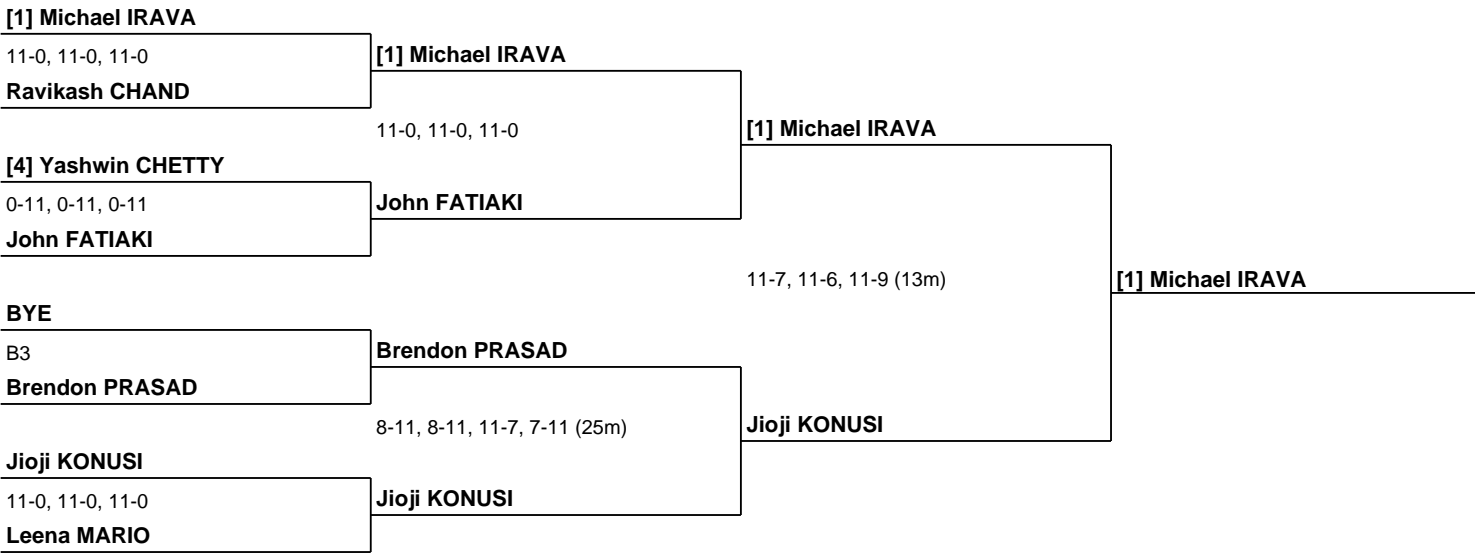 [1] Michael IRAVA
11-0, 11-0, 11-0
[1] Michael IRAVA
Ravikash CHAND
11-0, 11-0, 11-0
[1] Michael IRAVA
[4] Yashwin CHETTY
0-11, 0-11, 0-11
John FATIAKI
John FATIAKI
11-7, 11-6, 11-9 (13m)
[1] Michael IRAVA
BYE
B3
Brendon PRASAD
Brendon PRASAD
8-11, 8-11, 11-7, 7-11 (25m)
Jioji KONUSI
Jioji KONUSI
11-0, 11-0, 11-0
Jioji KONUSI
Leena MARIO